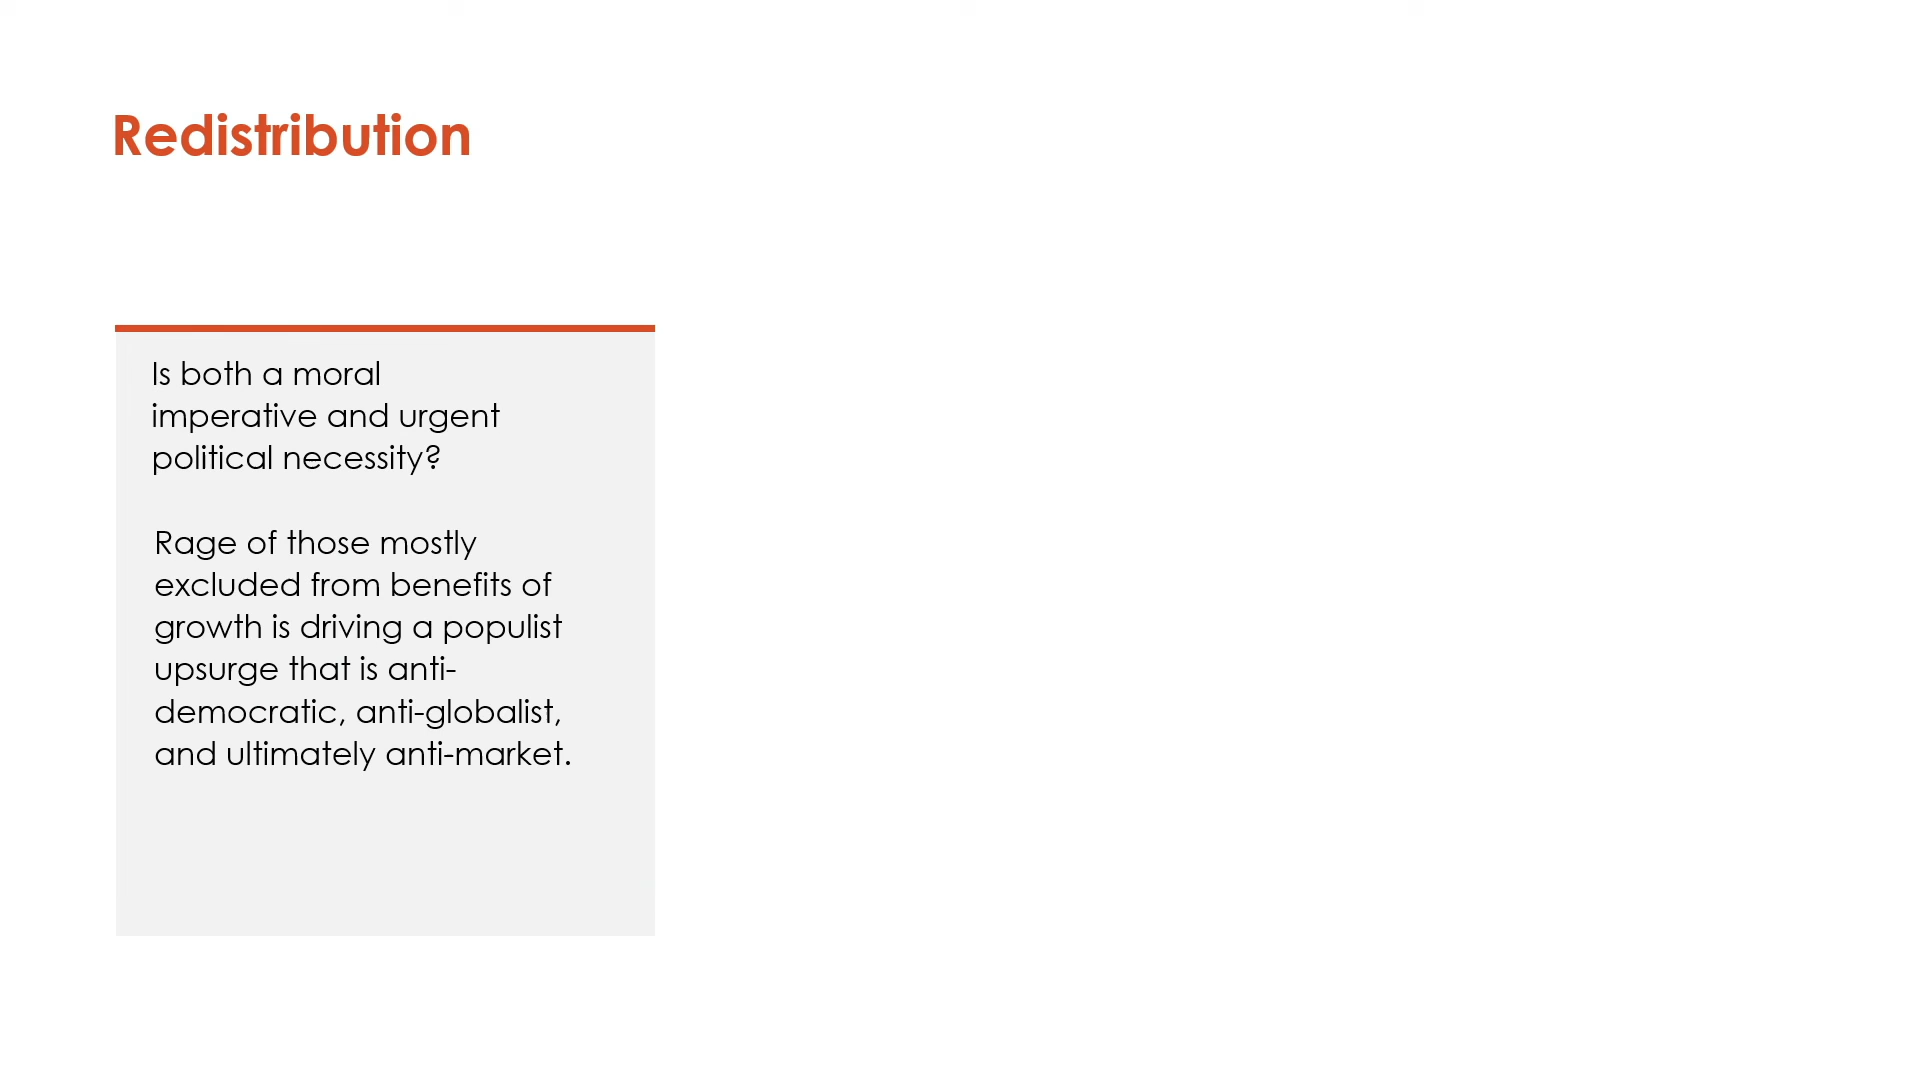 Redistribution
Is both a moral
imperative and urgent
political necessity?
Rage of those mostly
excluded from benefits of
growth is driving a populist
upsurge that is anti-
democratic, anti-globalist,
and ultimately anti-market.